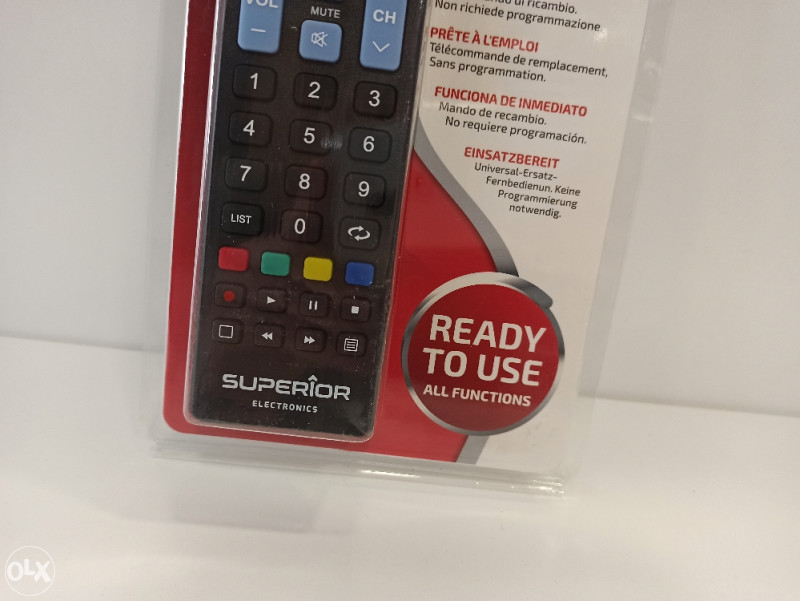 VOL
MUTE
CH
1
2
3
4
5
6
7
8
9
LIST
0
SUPERIOR
ELECTRONICS
di ricambio.
Non richiede programmazione
PRÊTE À L'EMPLOI
Télécommande de remplacement,
Sans programmation.
FUNCIONA DE INMEDIATO
Mando de recambio.
No requiere programación.
EINSATZBEREIT
Universal-Ersatz-
Fernbedienun. Keine
Programmierung
notwendig.
READY
TO USE
ALL FUNCTIONS
OLX